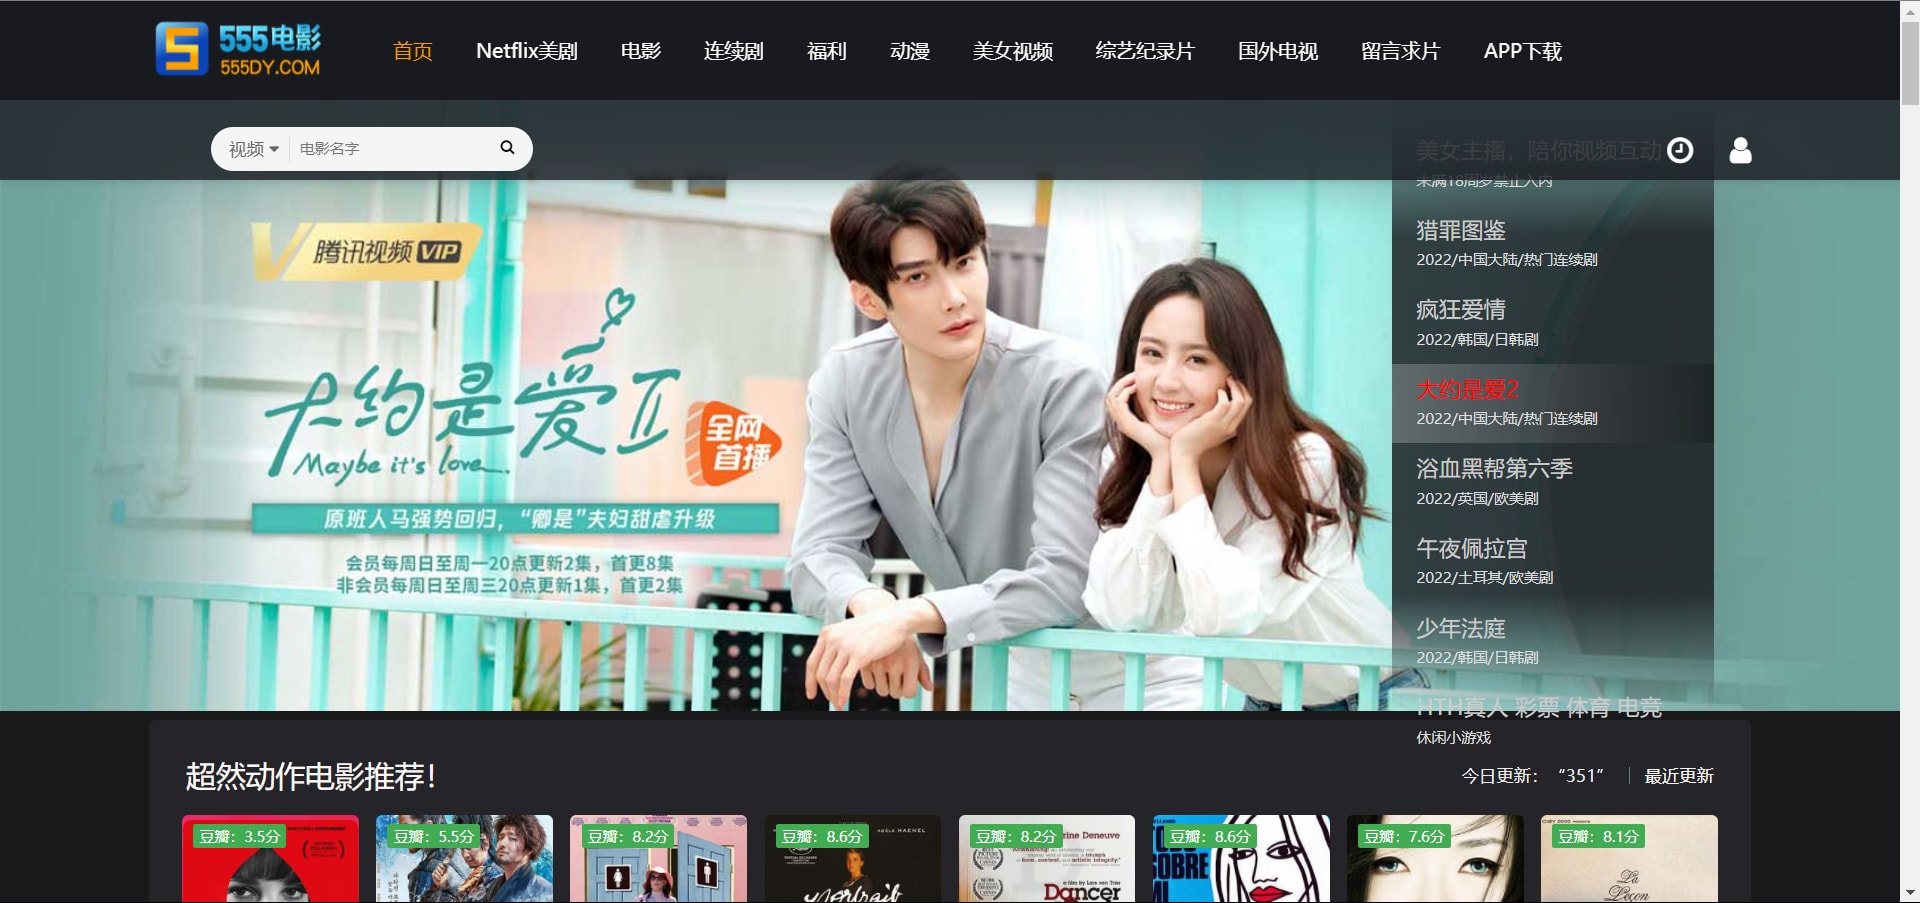 555电影
555DY.COM
首页 Netflix美剧 电影 连续剧 福利 动漫 美女视频 综艺纪录片 国外电视 留言求片 APP下载
视频 电影名字
美女主播，陪你视频互动
未满18周岁禁止入内
腾讯视频 VIP
大约是爱II
Maybe it's love...
全网
首播
原班人马强势回归，“卿是”夫妇甜虐升级
会员每周日至周一20点更新2集，首更8集
非会员每周日至周三20点更新1集，首更2集
猎罪图鉴
2022/中国大陆/热门连续剧
疯狂爱情
2022/韩国/日韩剧
大约是爱2
2022/中国大陆/热门连续剧
浴血黑帮第六季
2022/英国/欧美剧
午夜佩拉宫
2022/土耳其/欧美剧
少年法庭
2022/韩国/日韩剧
HTH真人 彩票 体育 电竞
休闲小游戏
超然动作电影推荐！
今日更新：“351” 最近更新
豆瓣：3.5分
豆瓣：5.5分
豆瓣：8.2分
豆瓣：8.6分
ADÈLE HAENEL
豆瓣：8.2分
Catherine Deneuve
a film by Lars von Trier
Dancer
豆瓣：8.6分
SOBRE
豆瓣：7.6分
豆瓣：8.1分
La
Leçon